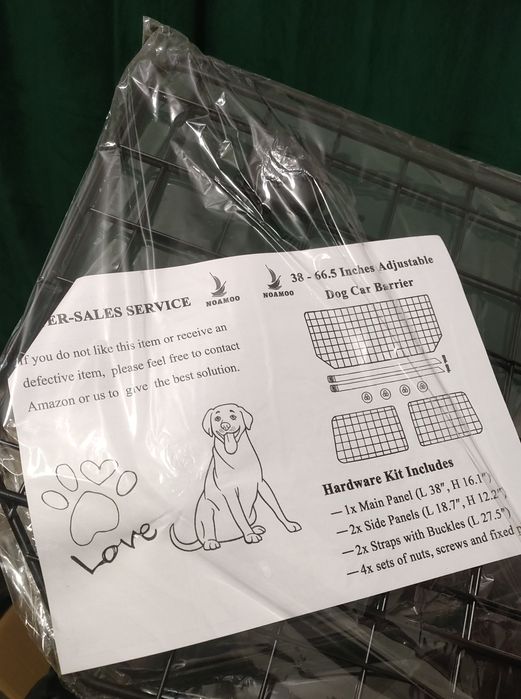 ER-SALES SERVICE
NOAMOO
If you do not like this item or receive an
defective item, please feel free to contact
Amazon or us to give the best solution.
Love
NOAMOO
38 - 66.5 Inches Adjustable
Dog Car Barrier
Hardware Kit Includes
—1x Main Panel (L 38", H 16.1")
—2x Side Panels (L 18.7", H 12.2")
—2x Straps with Buckles (L 27.5")
—4x sets of nuts, screws and fixed